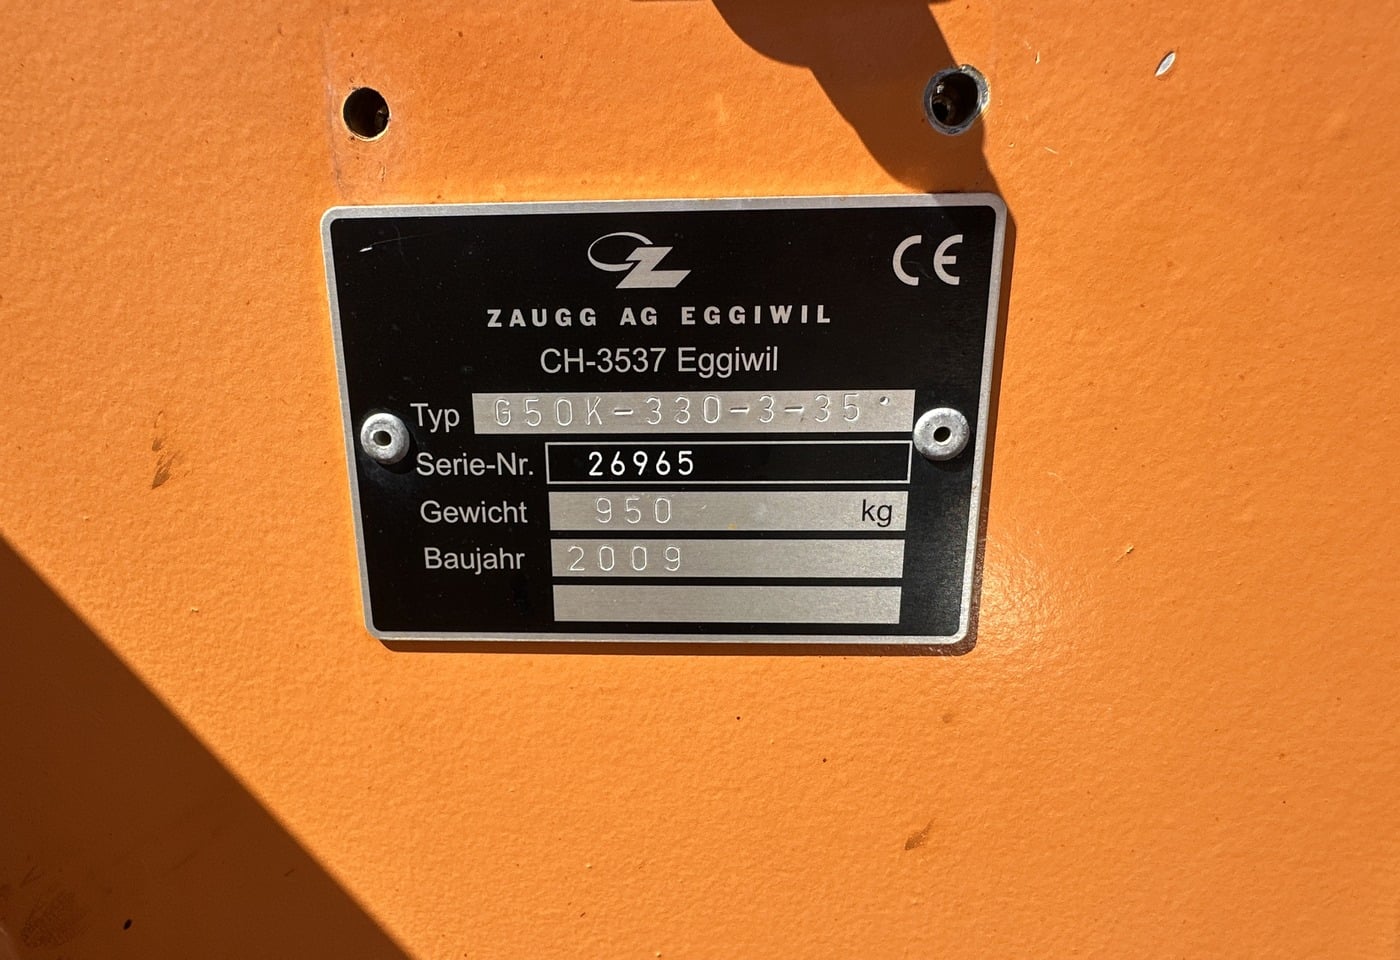 CE
ZAUGG AG EGGIWIL
CH-3537 Eggiwil
Typ G50K-330-3-35°
Serie-Nr. 26965
Gewicht 950 kg
Baujahr 2009